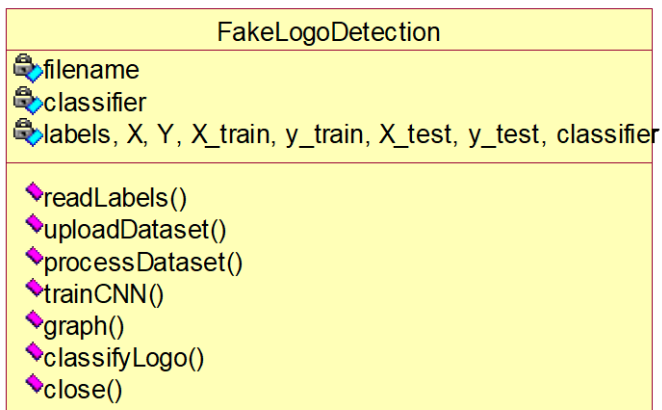 FakeLogoDetection
filename
classifier
labels, X, Y, X_train, y_train, X_test, y_test, classifier
readLabels()
uploadDataset()
processDataset()
trainCNN()
graph()
classifyLogo()
close()